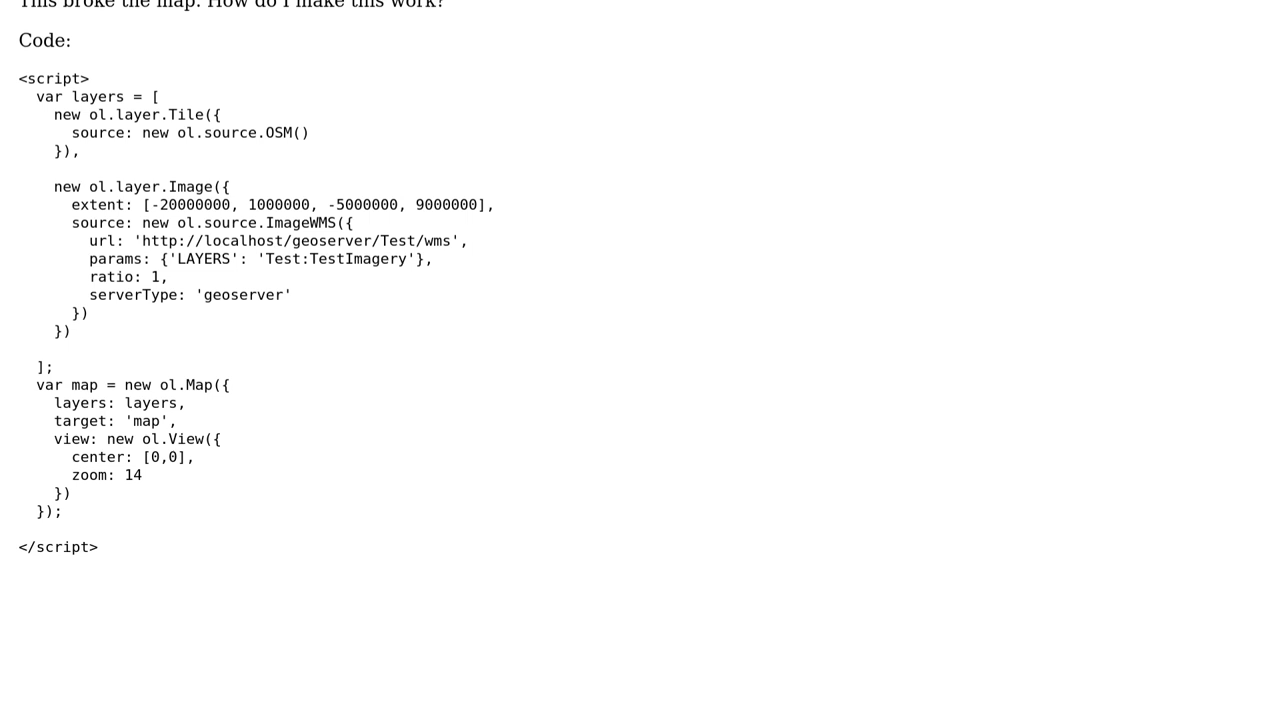 This broke the map. How do I make this work?
Code:
<script>
  var layers = [
    new ol.layer.Tile({
      source: new ol.source.OSM()
    }),

    new ol.layer.Image({
      extent: [-20000000, 1000000, -5000000, 9000000],
      source: new ol.source.ImageWMS({
        url: 'http://localhost/geoserver/Test/wms',
        params: {'LAYERS': 'Test:TestImagery'},
        ratio: 1,
        serverType: 'geoserver'
      })
    })

  ];
  var map = new ol.Map({
    layers: layers,
    target: 'map',
    view: new ol.View({
      center: [0,0],
      zoom: 14
    })
  });

</script>